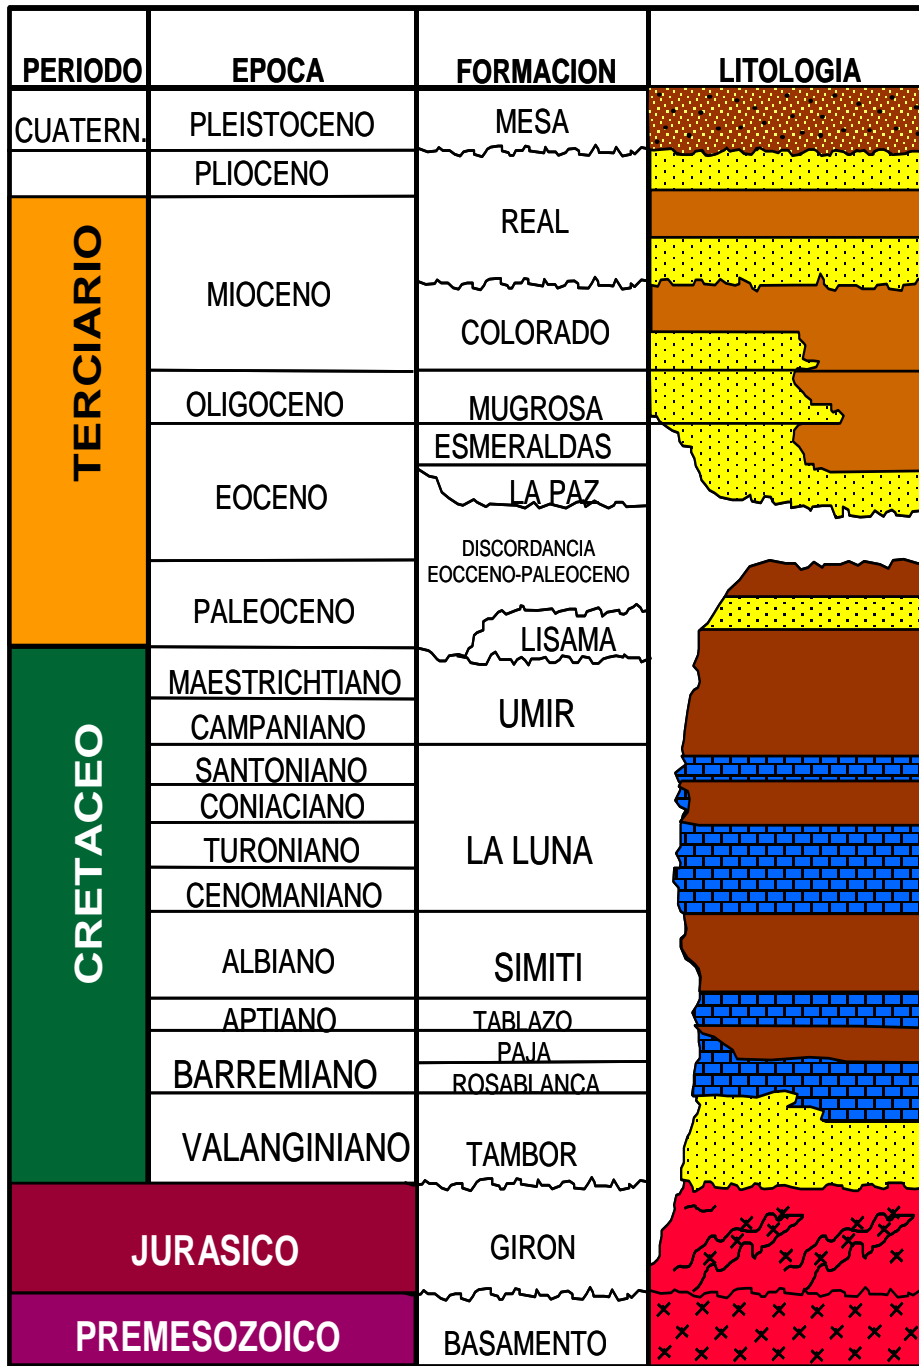 PERIODO EPOCA FORMACION LITOLOGIA
CUATERN. PLEISTOCENO MESA
PLIOCENO
REAL
TERCIARIO
MIOCENO
COLORADO
OLIGOCENO MUGROSA
ESMERALDAS
EOCENO
LA PAZ
DISCORDANCIA
EOCCENO-PALEOCENO
PALEOCENO
LISAMA
CRETACEO
MAESTRICHTIANO
UMIR
CAMPANIANO
SANTONIANO
CONIACIANO
TURONIANO
LA LUNA
CENOMANIANO
ALBIANO
SIMITI
APTIANO TABLAZO
PAJA
BARREMIANO
ROSABLANCA
VALANGINIANO
TAMBOR
JURASICO GIRON
PREMESOZOICO BASAMENTO